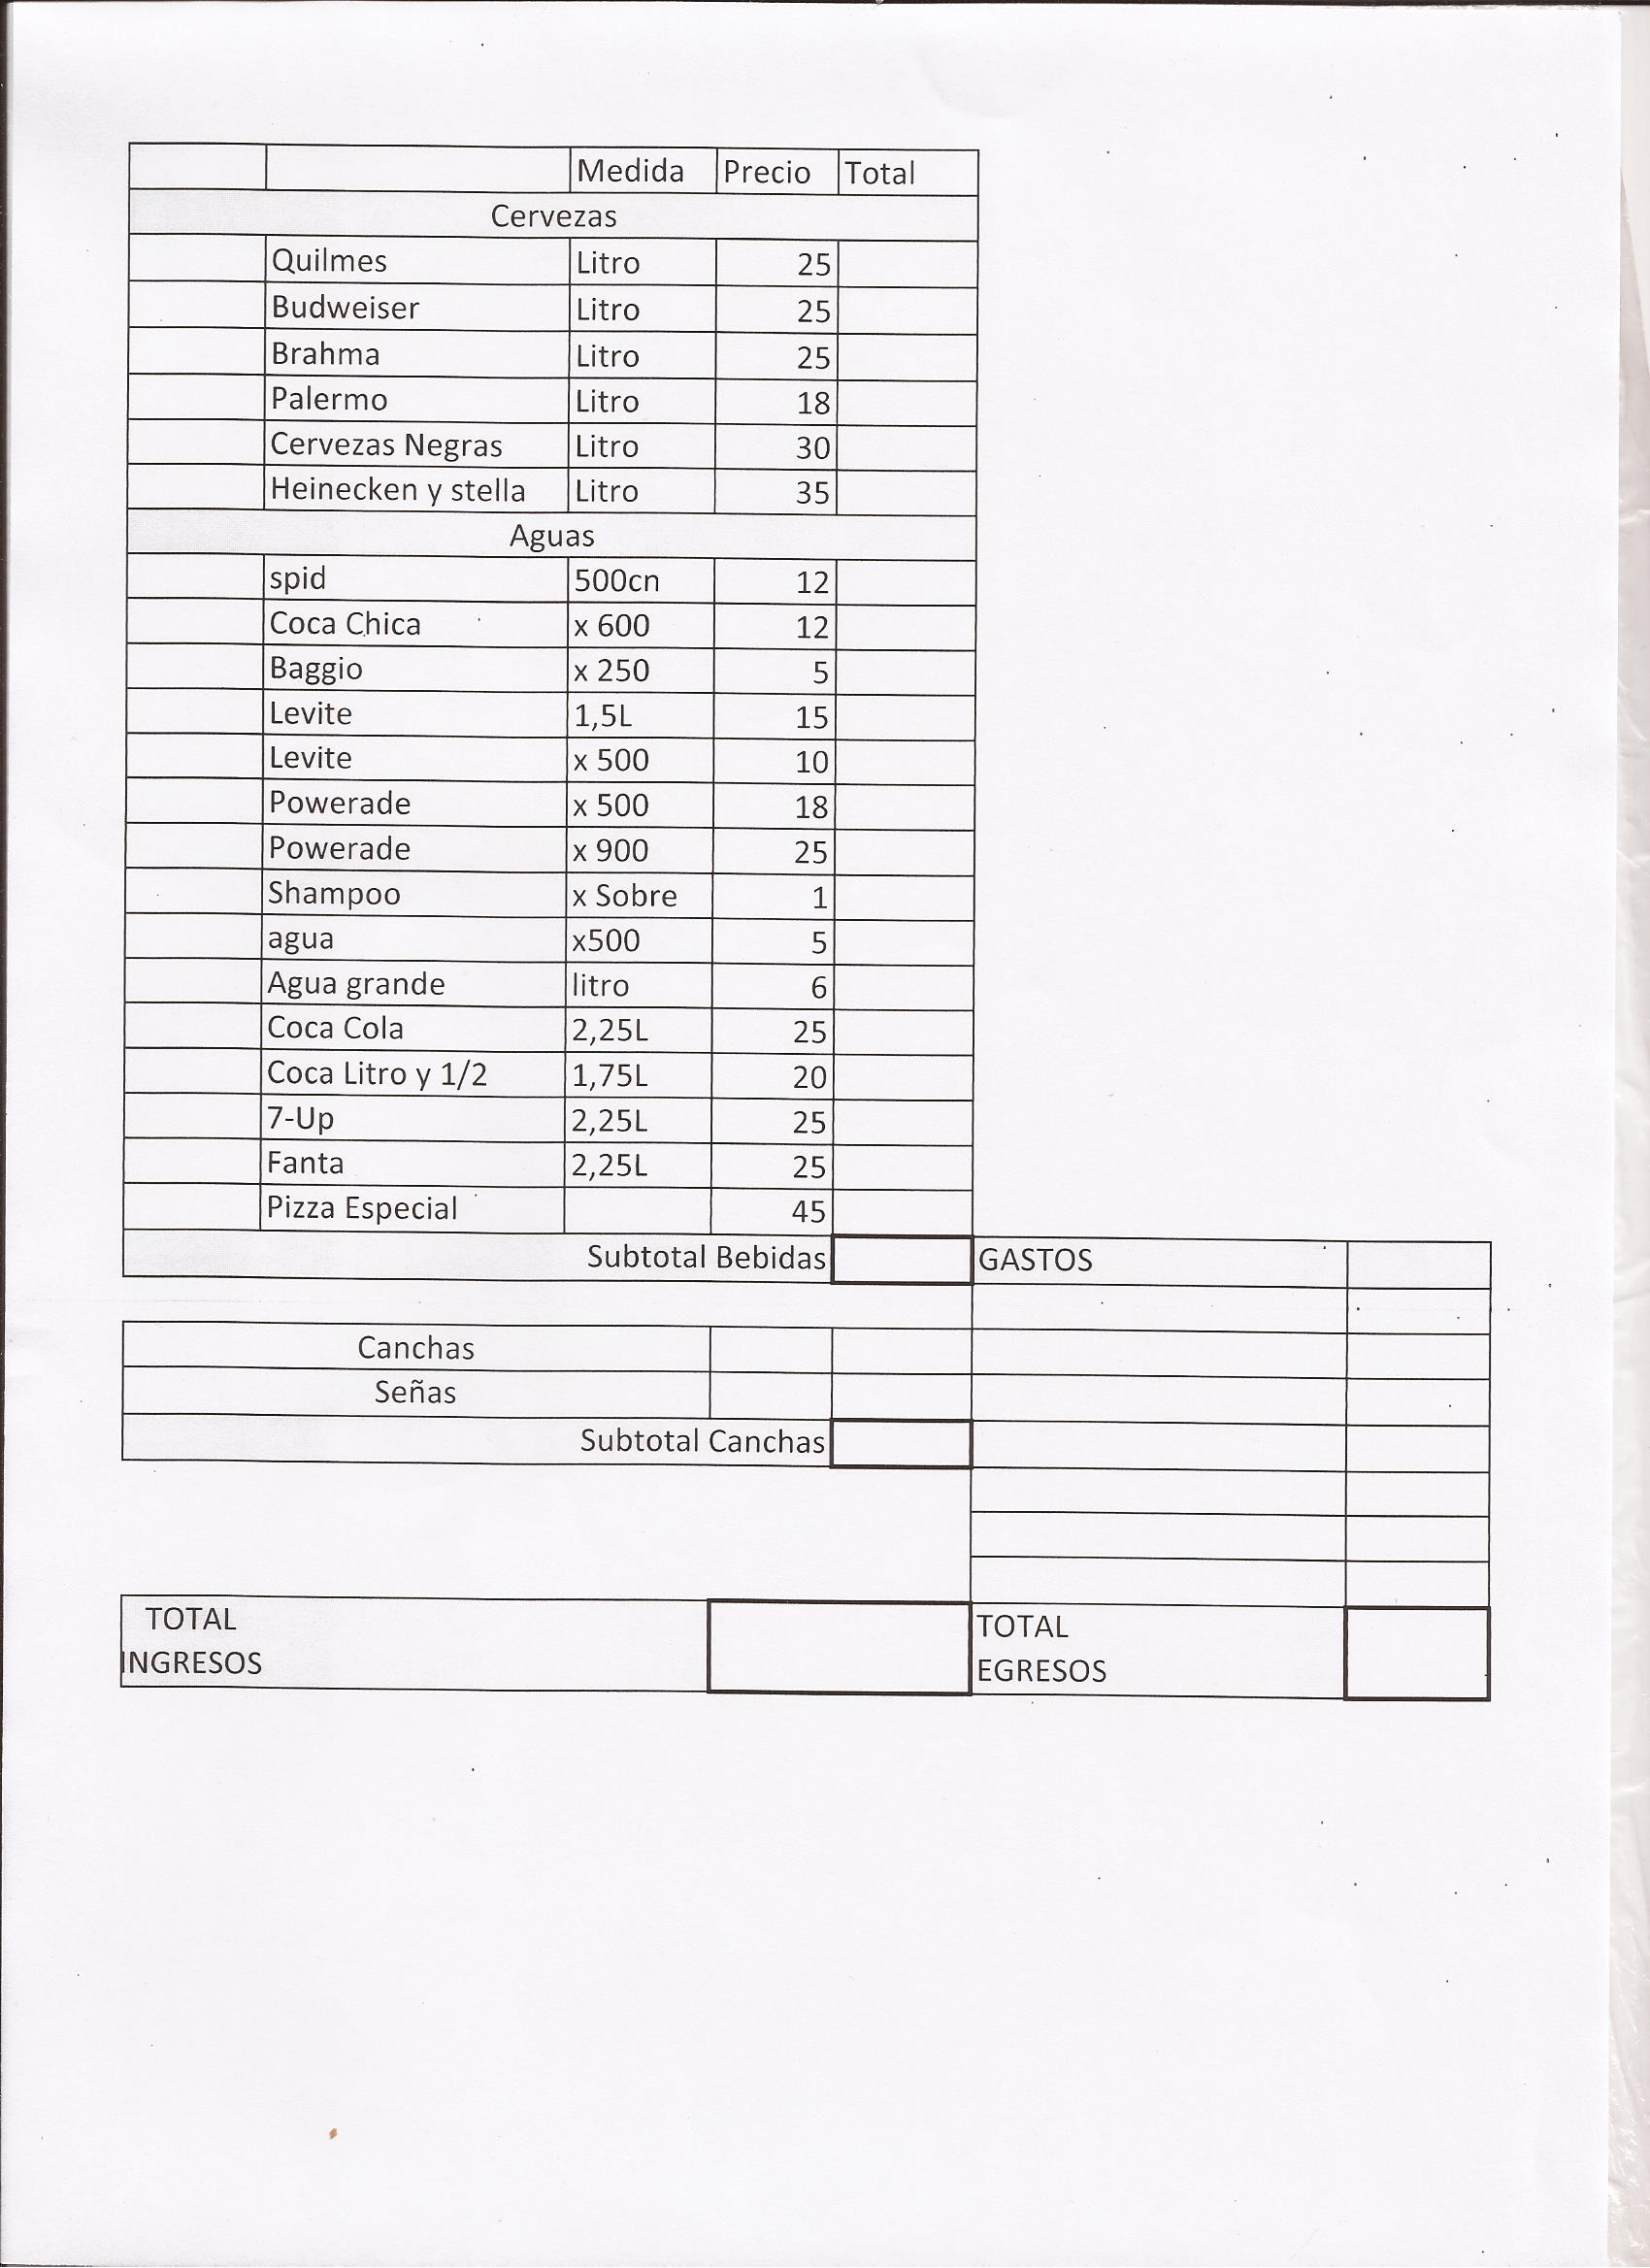 Medida Precio Total
Cervezas
Quilmes Litro 25
Budweiser Litro 25
Brahma Litro 25
Palermo Litro 18
Cervezas Negras Litro 30
Heinecken y stella Litro 35
Aguas
spid 500cn 12
Coca Chica x 600 12
Baggio x 250 5
Levite 1,5L 15
Levite x 500 10
Powerade x 500 18
Powerade x 900 25
Shampoo x Sobre 1
agua x500 5
Agua grande litro 6
Coca Cola 2,25L 25
Coca Litro y 1/2 1,75L 20
7-Up 2,25L 25
Fanta 2,25L 25
Pizza Especial 45
Subtotal Bebidas GASTOS
Canchas
Señas
Subtotal Canchas
TOTAL
INGRESOS
TOTAL
EGRESOS